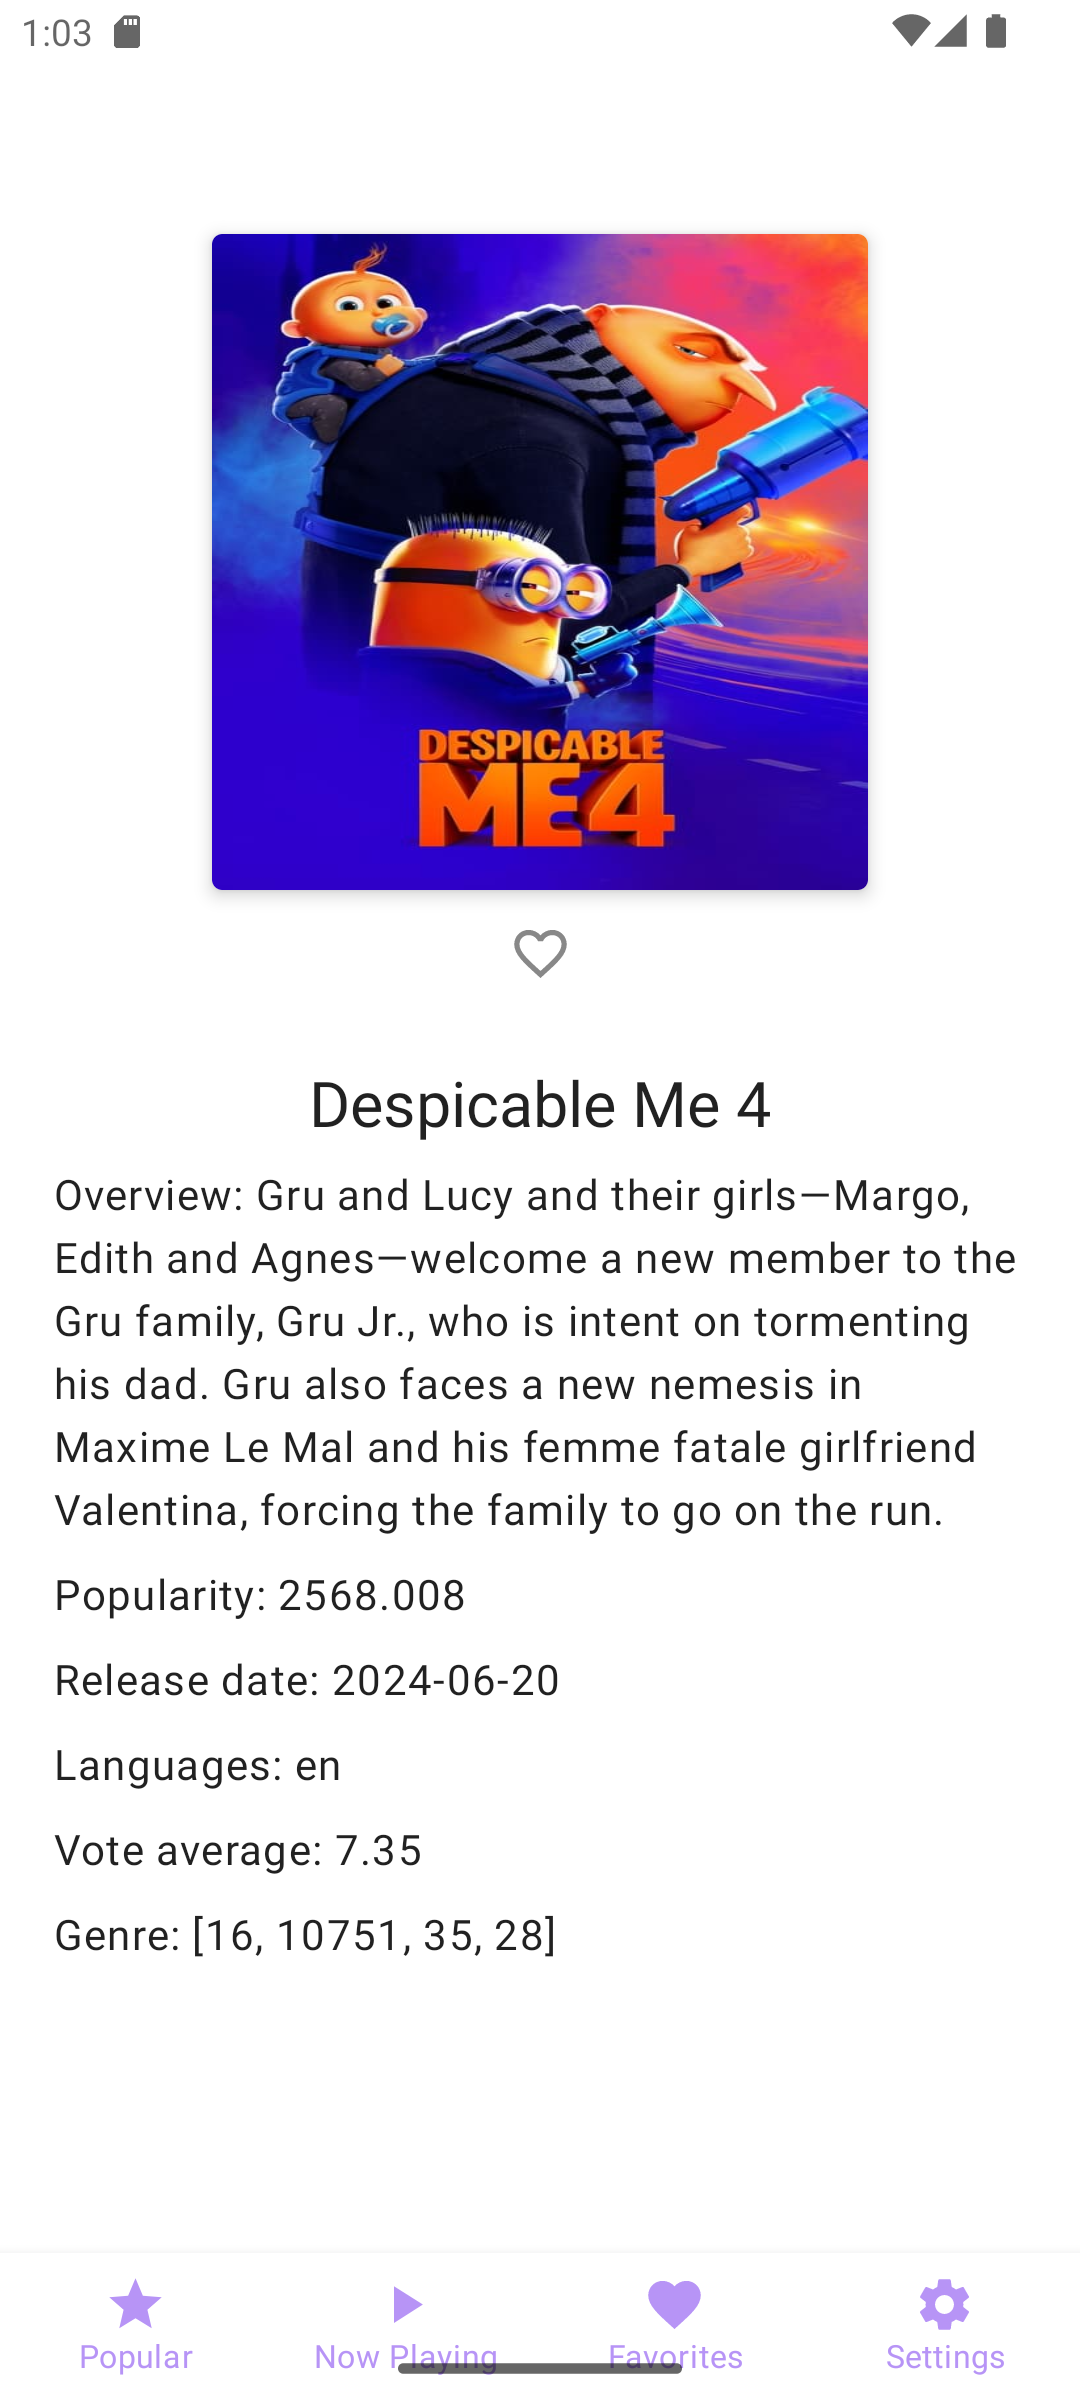 1:03
DESPICABLE
ME4
Despicable Me 4
Overview: Gru and Lucy and their girls—Margo,
Edith and Agnes—welcome a new member to the
Gru family, Gru Jr., who is intent on tormenting
his dad. Gru also faces a new nemesis in
Maxime Le Mal and his femme fatale girlfriend
Valentina, forcing the family to go on the run.
Popularity: 2568.008
Release date: 2024-06-20
Languages: en
Vote average: 7.35
Genre: [16, 10751, 35, 28]
Popular
Now Playing
Favorites
Settings